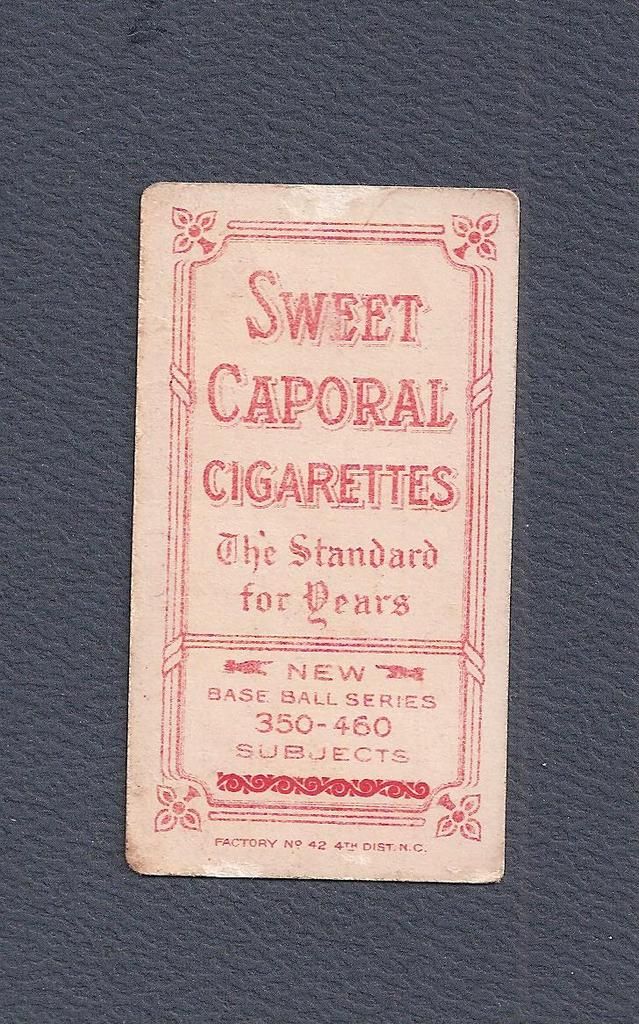 SWEET
CAPORAL
CIGARETTES
The Standard
for Years
NEW
BASE BALL SERIES
350-460
SUBJECTS
FACTORY Nº 42 4TH DIST. N.C.